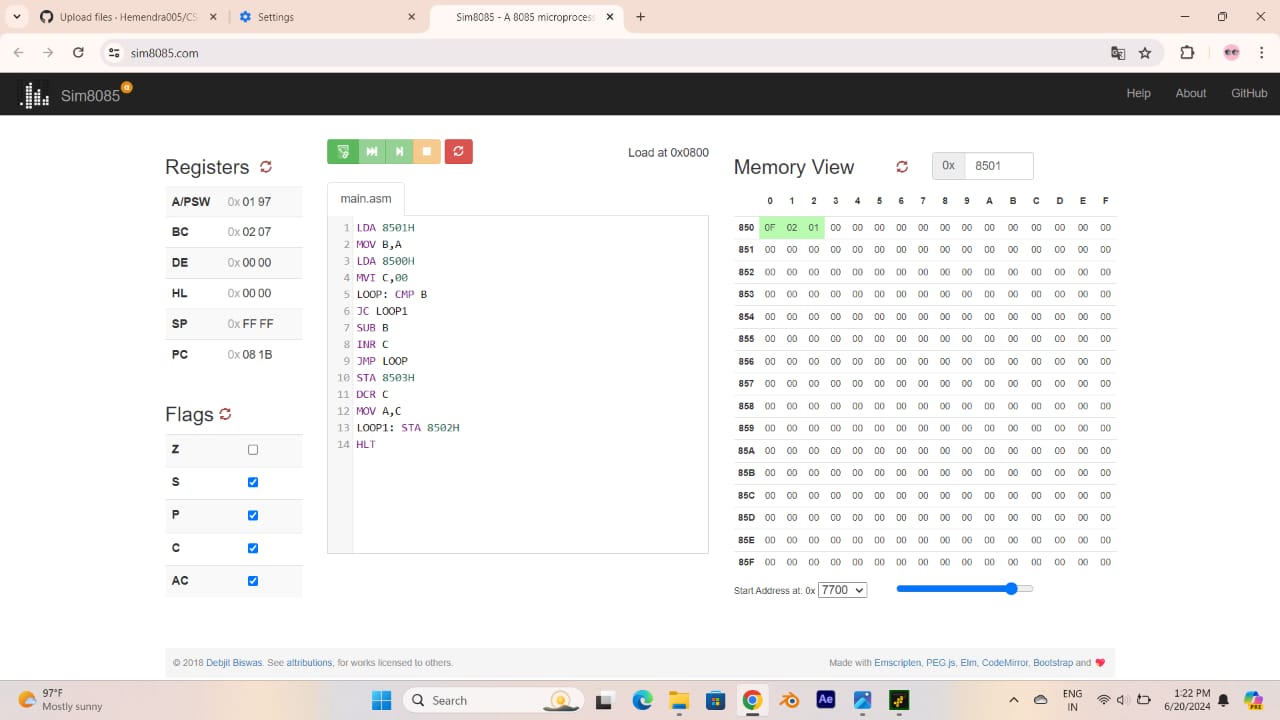 Upload files · Hemendra005/CS
Settings
Sim8085 - A 8085 microprocess
sim8085.com
Sim8085 α
Help About GitHub
Registers
A/PSW 0x 01 97
BC 0x 02 07
DE 0x 00 00
HL 0x 00 00
SP 0x FF FF
PC 0x 08 1B
Flags
Z
S
P
C
AC
Load at 0x0800
main.asm
1 LDA 8501H
2 MOV B,A
3 LDA 8500H
4 MVI C,00
5 LOOP: CMP B
6 JC LOOP1
7 SUB B
8 INR C
9 JMP LOOP
10 STA 8503H
11 DCR C
12 MOV A,C
13 LOOP1: STA 8502H
14 HLT
Memory View 0x 8501
0 1 2 3 4 5 6 7 8 9 A B C D E F
850 0F 02 01 00 00 00 00 00 00 00 00 00 00 00 00 00
851 00 00 00 00 00 00 00 00 00 00 00 00 00 00 00 00
852 00 00 00 00 00 00 00 00 00 00 00 00 00 00 00 00
853 00 00 00 00 00 00 00 00 00 00 00 00 00 00 00 00
854 00 00 00 00 00 00 00 00 00 00 00 00 00 00 00 00
855 00 00 00 00 00 00 00 00 00 00 00 00 00 00 00 00
856 00 00 00 00 00 00 00 00 00 00 00 00 00 00 00 00
857 00 00 00 00 00 00 00 00 00 00 00 00 00 00 00 00
858 00 00 00 00 00 00 00 00 00 00 00 00 00 00 00 00
859 00 00 00 00 00 00 00 00 00 00 00 00 00 00 00 00
85A 00 00 00 00 00 00 00 00 00 00 00 00 00 00 00 00
85B 00 00 00 00 00 00 00 00 00 00 00 00 00 00 00 00
85C 00 00 00 00 00 00 00 00 00 00 00 00 00 00 00 00
85D 00 00 00 00 00 00 00 00 00 00 00 00 00 00 00 00
85E 00 00 00 00 00 00 00 00 00 00 00 00 00 00 00 00
85F 00 00 00 00 00 00 00 00 00 00 00 00 00 00 00 00
Start Address at: 0x 7700
© 2018 Debjit Biswas. See attributions, for works licensed to others.
Made with Emscripten, PEG.js, Elm, CodeMirror, Bootstrap and
97°F
Mostly sunny
Search
Ae
ENG
IN
1:22 PM
6/20/2024
PRE